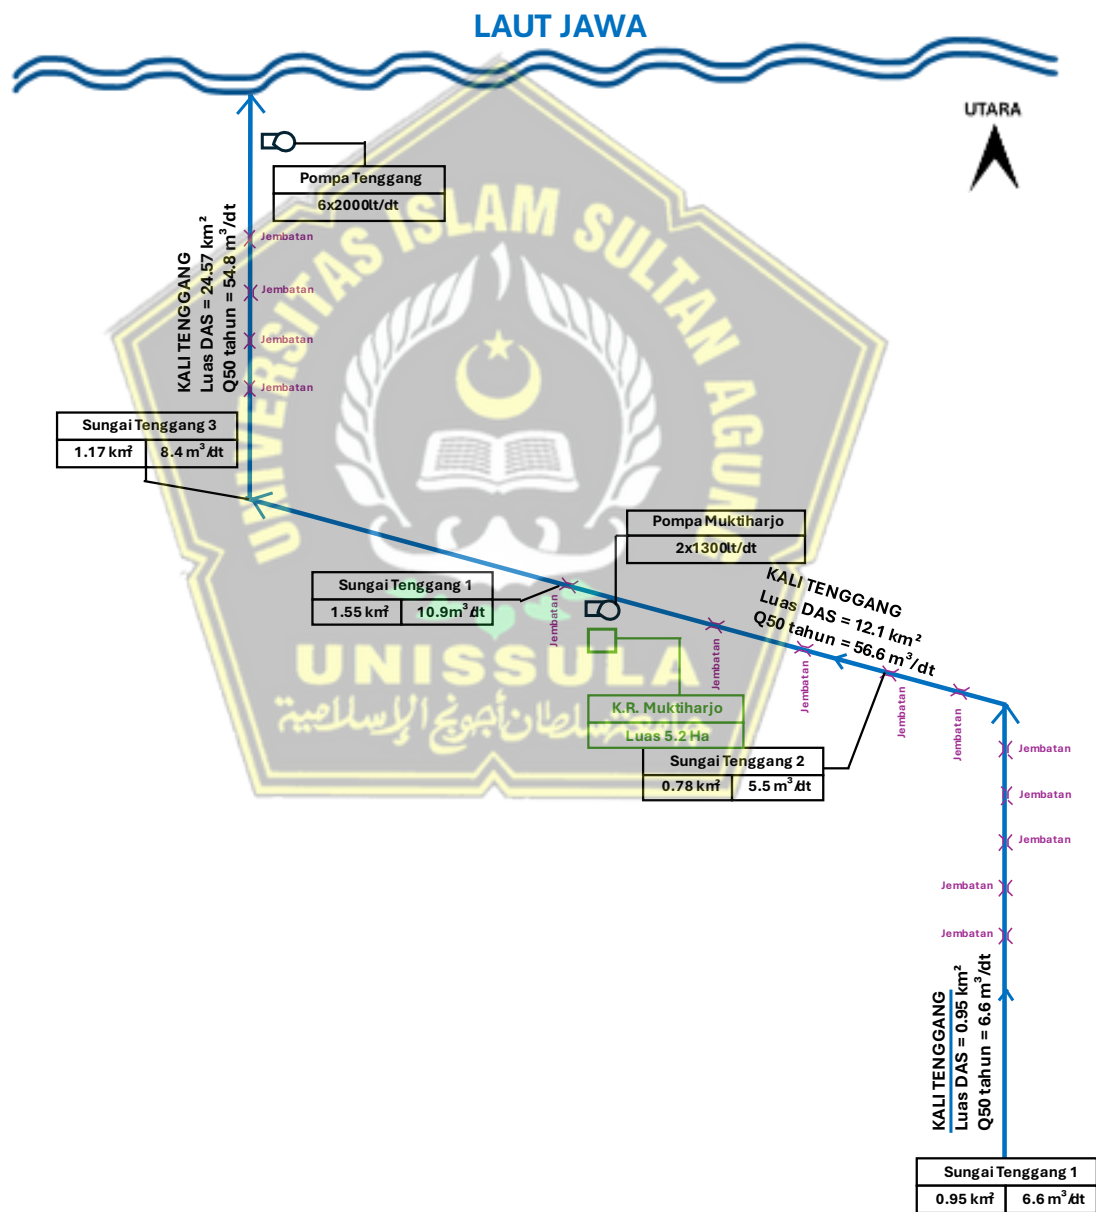 LAUT JAWA
UTARA
Pompa Tenggang
6x2000lt/dt
Jembatan
Jembatan
Jembatan
Jembatan
KALI TENGGANG
Luas DAS = 24.57 km²
Q50 tahun = 54.8 m³/dt
Sungai Tenggang 3
1.17 km² 8.4 m³/dt
UNIVERSITAS ISLAM SULTAN AGUNG
Pompa Muktiharjo
2x1300lt/dt
Sungai Tenggang 1
1.55 km² 10.9m³/dt
KALI TENGGANG
Luas DAS = 12.1 km²
Q50 tahun = 56.6 m³/dt
Jembatan
Jembatan
Jembatan
Jembatan
Jembatan
UNISSULA
جامعة سلطان أجونج الإسلامية
K.R. Muktiharjo
Luas 5.2 Ha
Sungai Tenggang 2
0.78 km² 5.5 m³/dt
Jembatan
Jembatan
Jembatan
Jembatan
Jembatan
KALI TENGGANG
Luas DAS = 0.95 km²
Q50 tahun = 6.6 m³/dt
Sungai Tenggang 1
0.95 km² 6.6 m³/dt